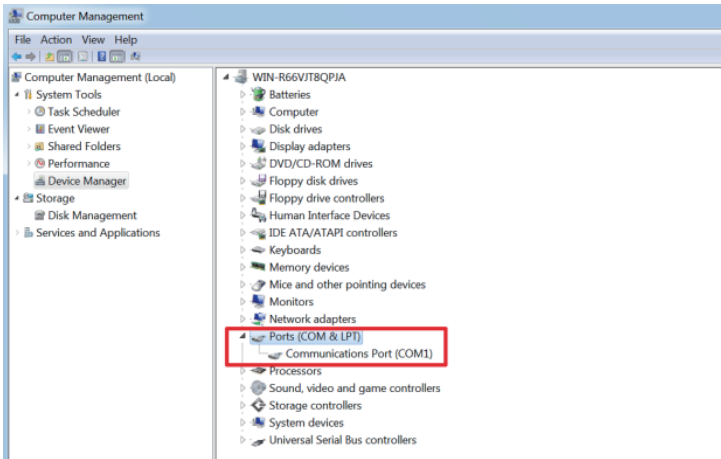 Computer Management
File Action View Help
Computer Management (Local)
System Tools
Task Scheduler
Event Viewer
Shared Folders
Performance
Device Manager
Storage
Disk Management
Services and Applications
WIN-R66VJT8QPJA
Batteries
Computer
Disk drives
Display adapters
DVD/CD-ROM drives
Floppy disk drives
Floppy drive controllers
Human Interface Devices
IDE ATA/ATAPI controllers
Keyboards
Memory devices
Mice and other pointing devices
Monitors
Network adapters
Ports (COM & LPT)
Communications Port (COM1)
Processors
Sound, video and game controllers
Storage controllers
System devices
Universal Serial Bus controllers